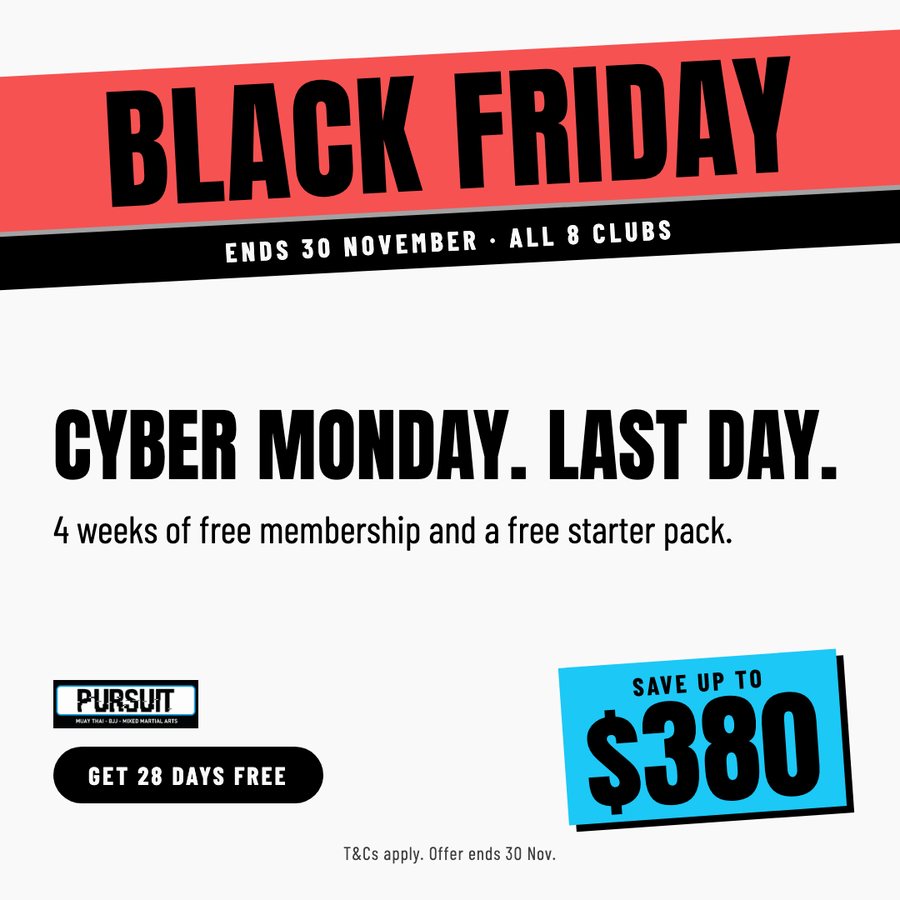 BLACK FRIDAY
ENDS 30 NOVEMBER · ALL 8 CLUBS
CYBER MONDAY. LAST DAY.
4 weeks of free membership and a free starter pack.
PURSUIT
MUAY THAI - BJJ - MIXED MARTIAL ARTS
GET 28 DAYS FREE
SAVE UP TO
$380
T&Cs apply. Offer ends 30 Nov.